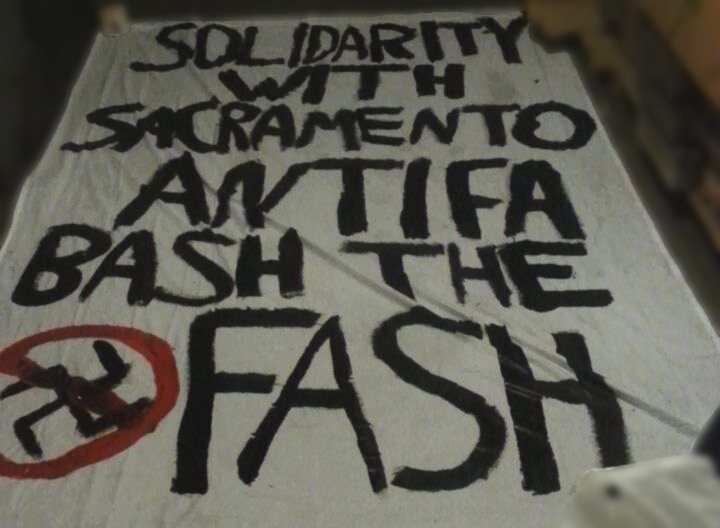 SOLIDARITY
WITH
SACRAMENTO
ANTIFA
BASH THE
FASH